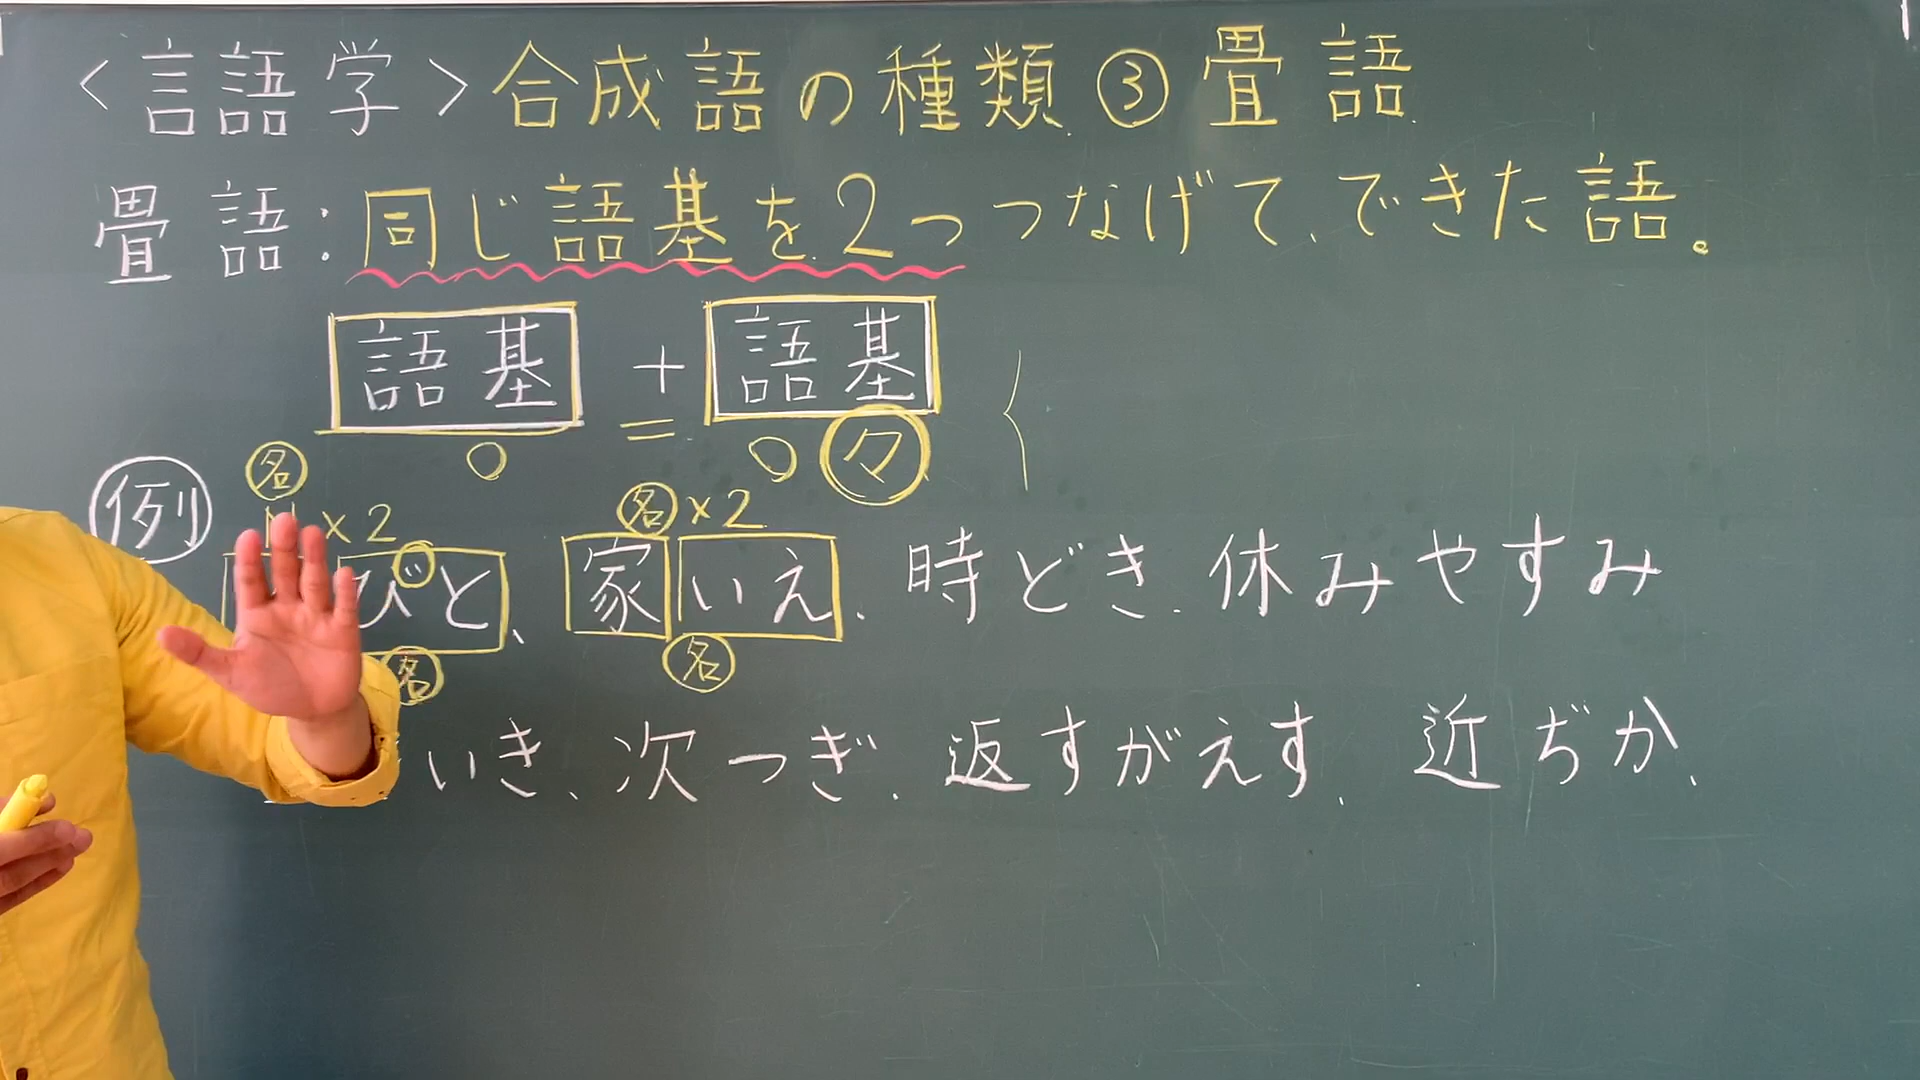 <言語学>合成語の種類③畳語
畳語:同じ語基を2つつなげて、できた語。
語基 + 語基
= 々
名
×2 名×2
例 びと、家いえ、時どき、休みやすみ
名 名
いき、次つぎ、返すがえす、近ぢか、